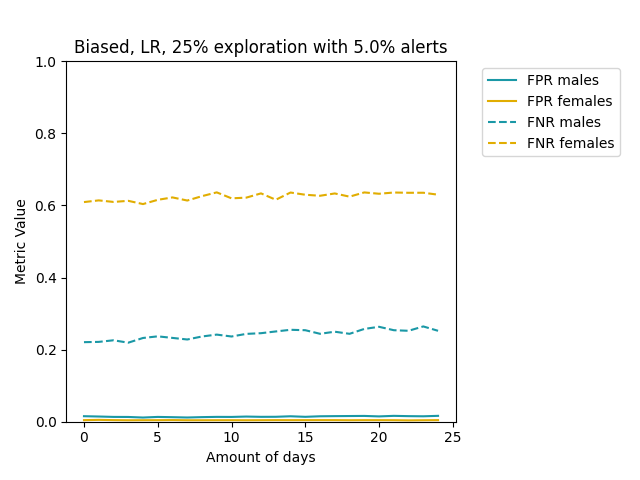 Biased, LR, 25% exploration with 5.0% alerts
FPR males
FPR females
FNR males
FNR females
Metric Value
1.0
0.8
0.6
0.4
0.2
0.0
0 5 10 15 20 25
Amount of days